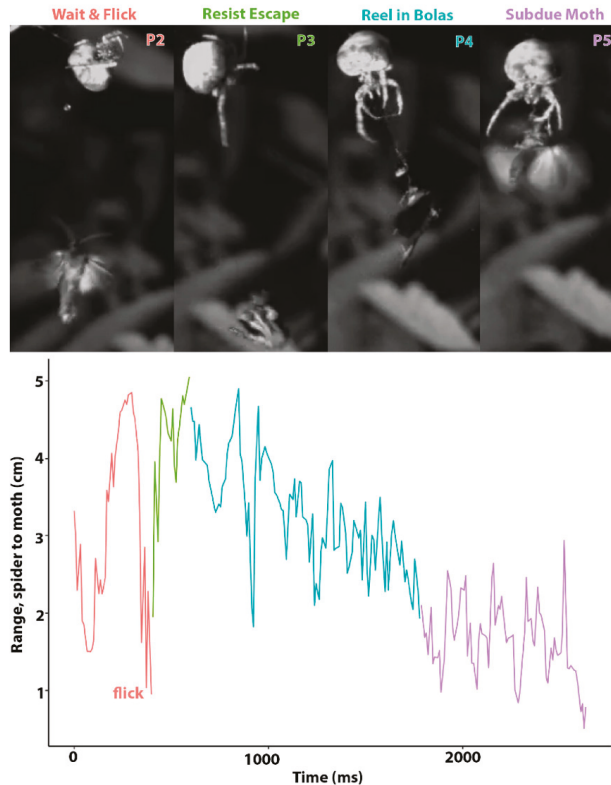 Wait & Flick Resist Escape Reel in Bolas Subdue Moth
P2 P3 P4 P5
5
4
3
2
1
Range, spider to moth (cm)
flick
0 1000 2000
Time (ms)